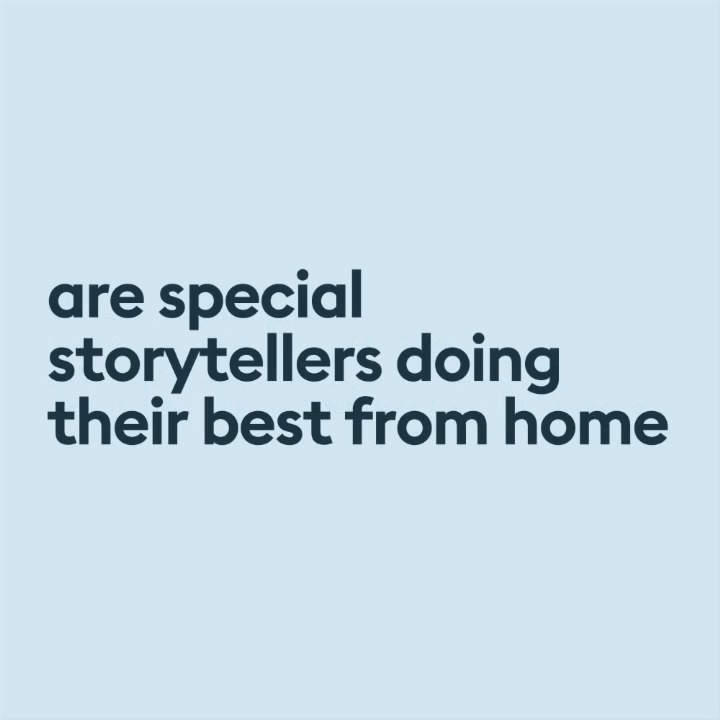 are special
storytellers doing
their best from home